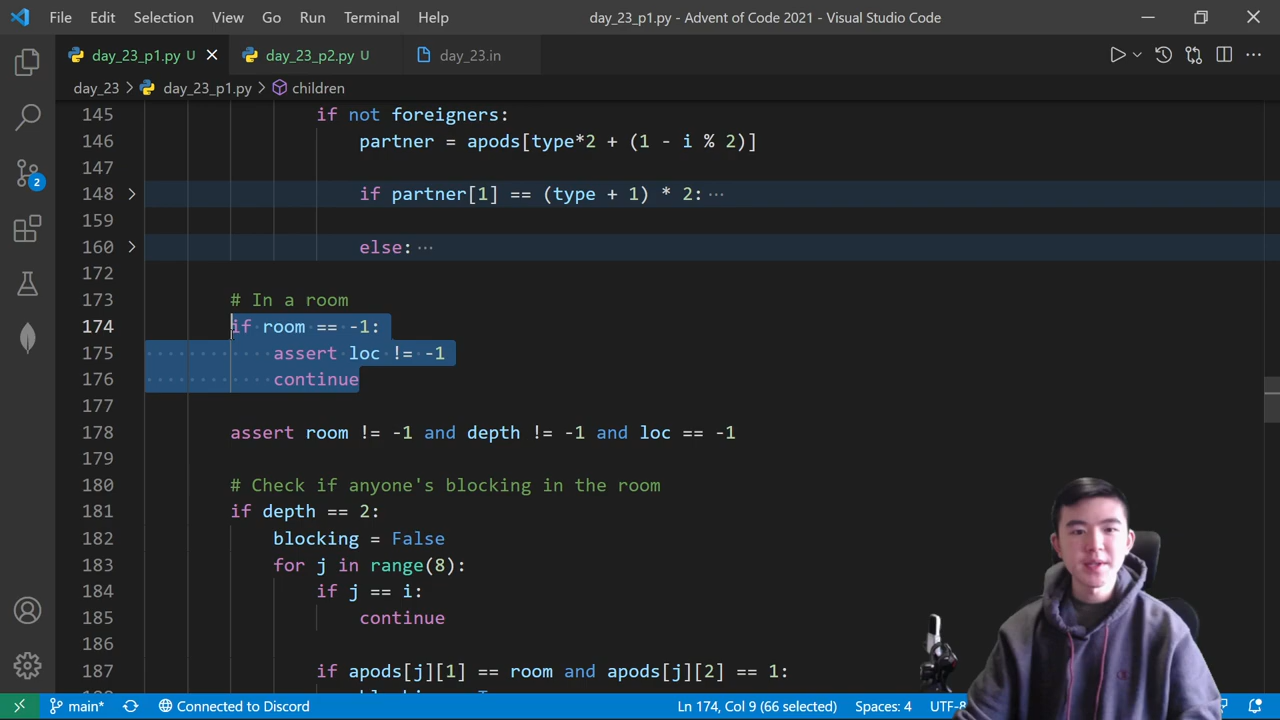 File Edit Selection View Go Run Terminal Help day_23_p1.py - Advent of Code 2021 - Visual Studio Code
day_23_p1.py U day_23_p2.py U day_23.in
day_23 > day_23_p1.py > children
145 if not foreigners:
146 partner = apods[type*2 + (1 - i % 2)]
147
148 if partner[1] == (type + 1) * 2: ···
159
160 else: ···
172
173 # In a room
174 if room == -1:
175 assert loc != -1
176 continue
177
178 assert room != -1 and depth != -1 and loc == -1
179
180 # Check if anyone's blocking in the room
181 if depth == 2:
182 blocking = False
183 for j in range(8):
184 if j == i:
185 continue
186
187 if apods[j][1] == room and apods[j][2] == 1:
2
main* Connected to Discord Ln 174, Col 9 (66 selected) Spaces: 4